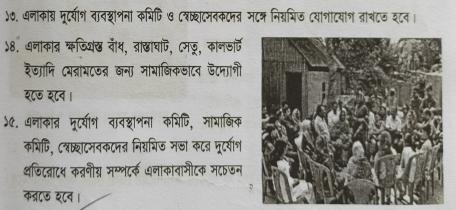 ১৩. এলাকায় দুর্যোগ ব্যবস্থাপনা কমিটি ও স্বেচ্ছাসেবকদের সঙ্গে নিয়মিত যোগাযোগ রাখতে হবে।
১৪. এলাকার ক্ষতিগ্রস্ত বাঁধ, রাস্তাঘাট, সেতু, কালভার্ট
ইত্যাদি মেরামতের জন্য সামাজিকভাবে উদ্যোগী
হতে হবে।
১৫. এলাকার দুর্যোগ ব্যবস্থাপনা কমিটি, সামাজিক
কমিটি, স্বেচ্ছাসেবকদের নিয়মিত সভা করে দুর্যোগ
প্রতিরোধে করণীয় সম্পর্কে এলাকাবাসীকে সচেতন
করতে হবে।